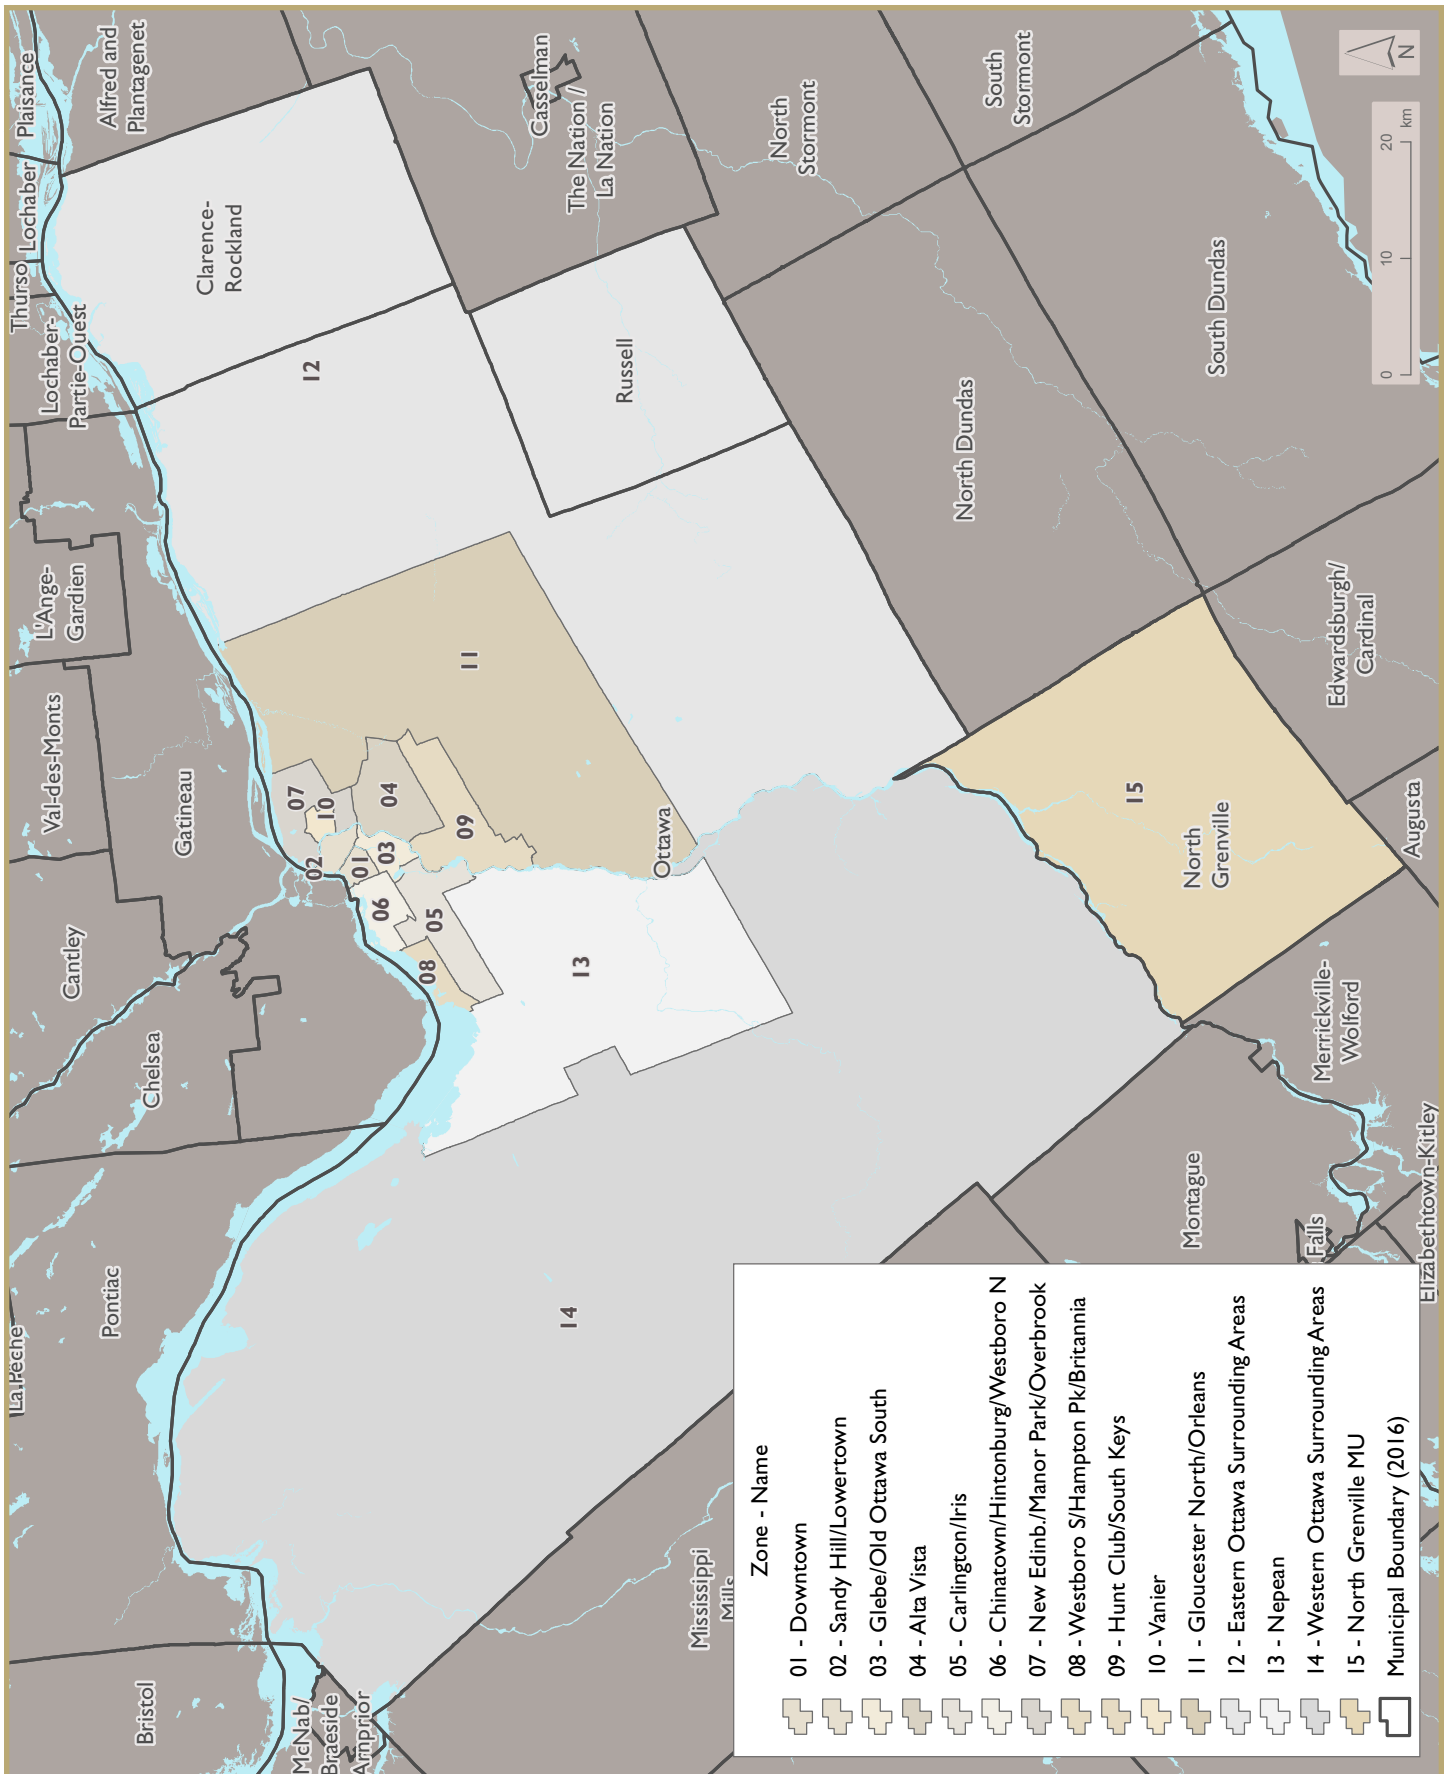 La Pêche
Thurso
Lochaber
Plaisance
Val-des-Monts
L'Ange-
Gardien
Lochaber-
Partie-Ouest
Cantley
Pontiac
Alfred and
Plantagenet
Bristol
Chelsea
Gatineau
Clarence-
Rockland
McNab/
Braeside
Arnprior
07
02
10
12
01
06
03
04
08
05
09
11
Casselman
The Nation /
La Nation
14
13
Russell
Ottawa
Mississippi
Mills
North
Stormont
North Dundas
South
Stormont
15
North
Grenville
Montague
South Dundas
Falls
Merrickville-
Wolford
Edwardsburgh/
Cardinal
Augusta
Elizabethtown-Kitley
Zone - Name
01 - Downtown
02 - Sandy Hill/Lowertown
03 - Glebe/Old Ottawa South
04 - Alta Vista
05 - Carlington/Iris
06 - Chinatown/Hintonburg/Westboro N
07 - New Edinb./Manor Park/Overbrook
08 - Westboro S/Hampton Pk/Britannia
09 - Hunt Club/South Keys
10 - Vanier
11 - Gloucester North/Orleans
12 - Eastern Ottawa Surrounding Areas
13 - Nepean
14 - Western Ottawa Surrounding Areas
15 - North Grenville MU
Municipal Boundary (2016)
0 10 20
km
N